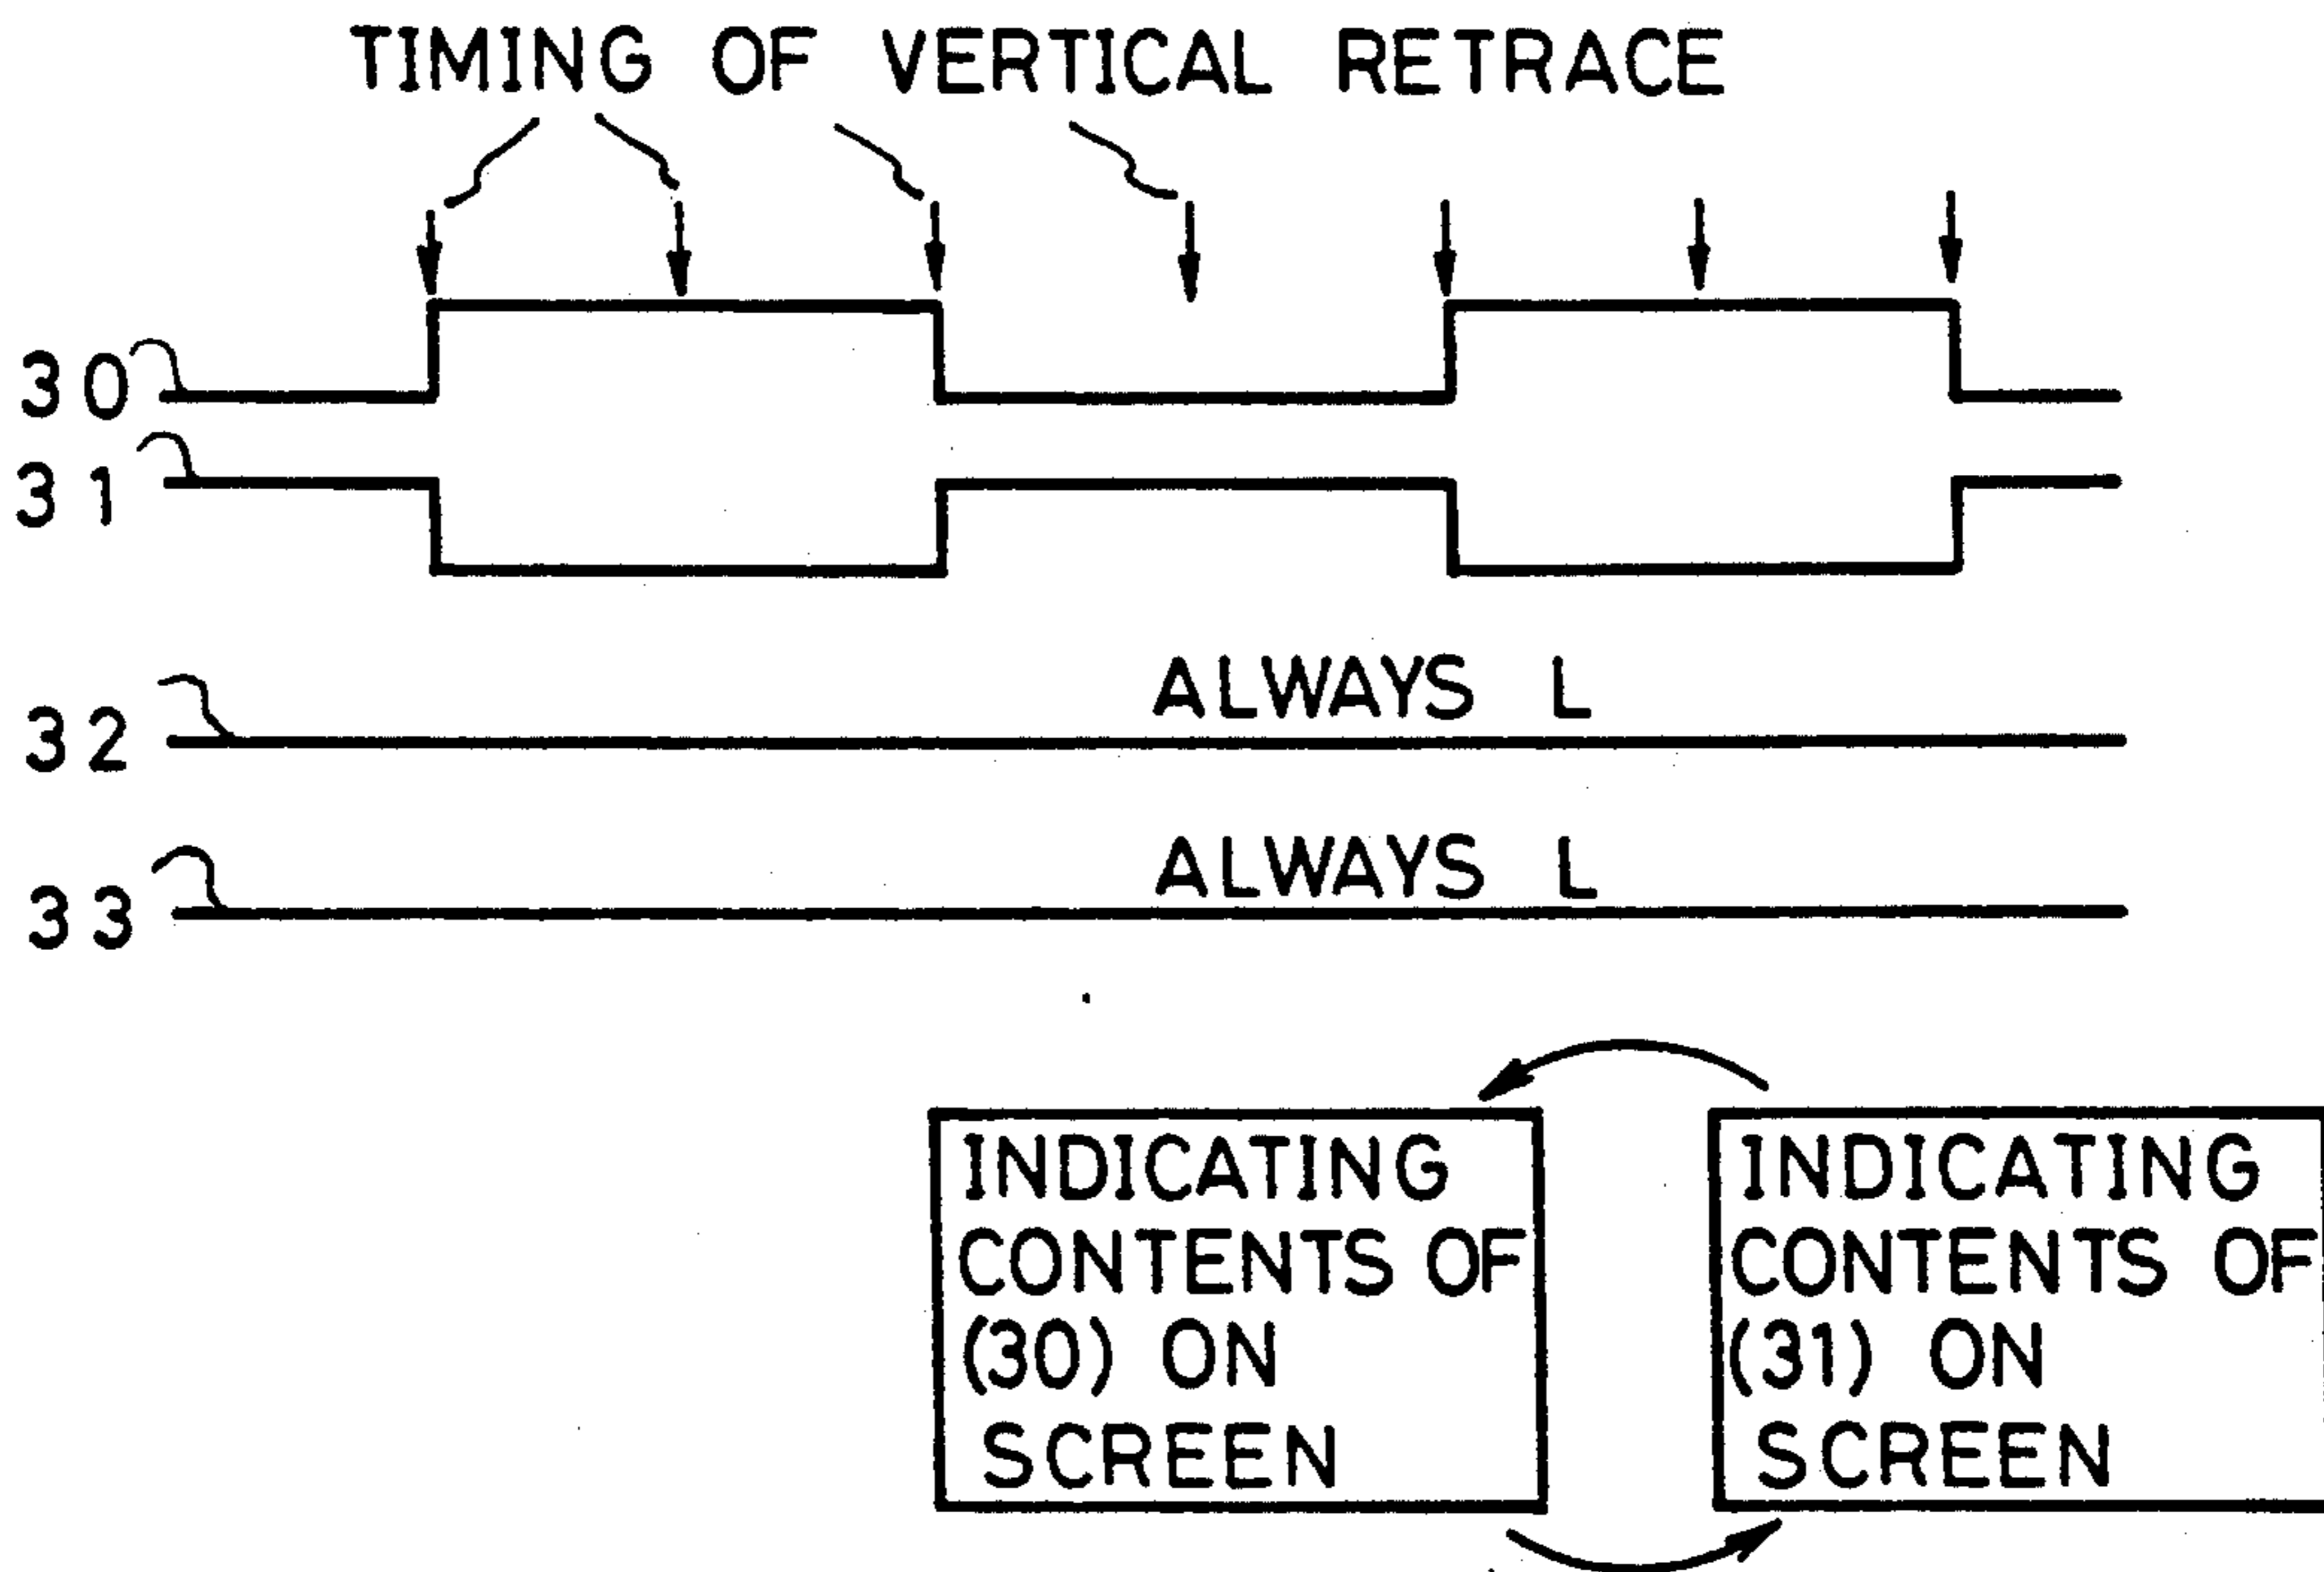 TIMING OF VERTICAL RETRACE
30
31
ALWAYS L
32
ALWAYS L
33
INDICATING
CONTENTS OF
(30) ON
SCREEN
INDICATING
CONTENTS OF
(31) ON
SCREEN